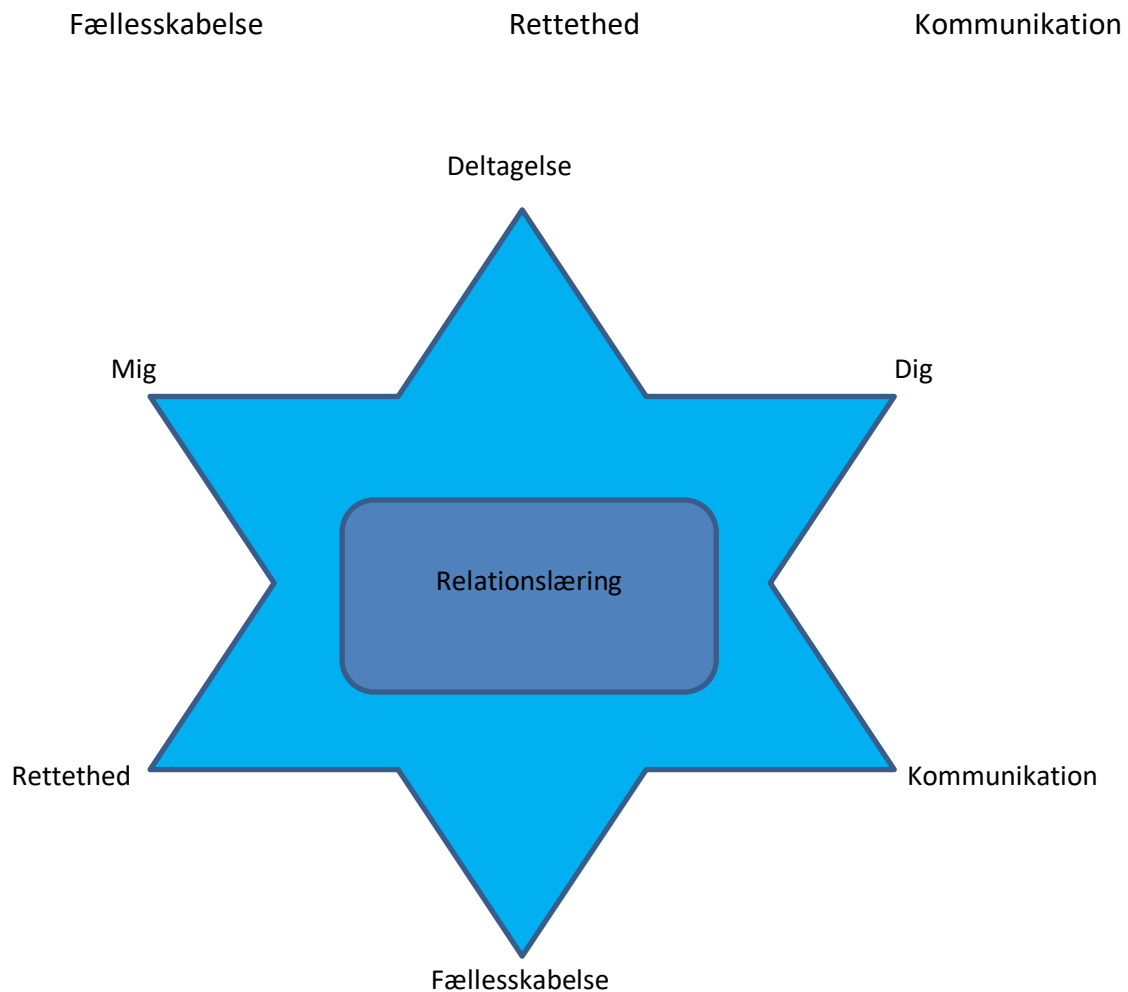 Fællesskabelse Rettethed Kommunikation
Deltagelse
Mig Dig
Relationslæring
Rettethed Kommunikation
Fællesskabelse